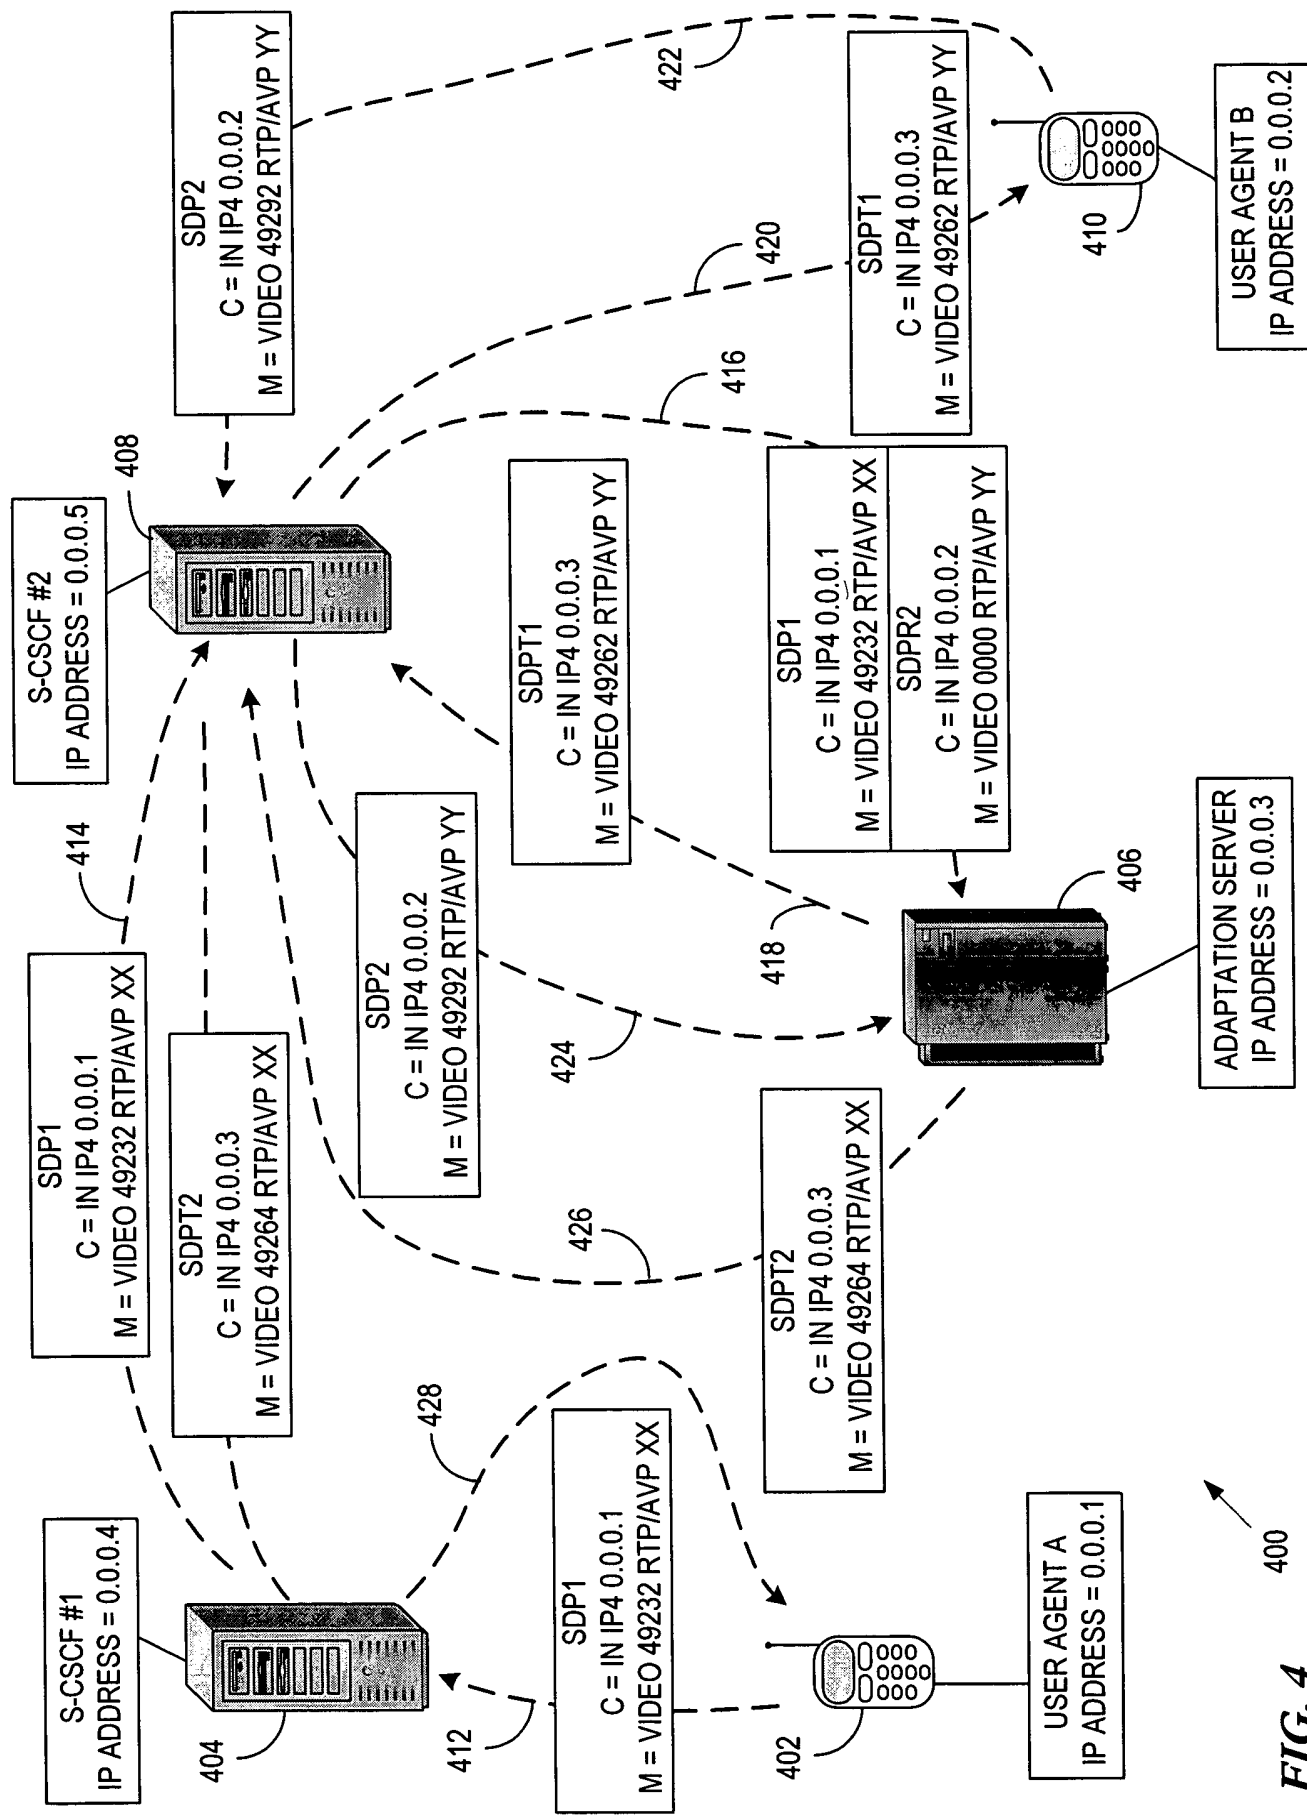 S-CSCF #1
IP ADDRESS = 0.0.0.4
404
S-CSCF #2
IP ADDRESS = 0.0.0.5
408
SDP1
C = IN IP4 0.0.0.1
M = VIDEO 49232 RTP/AVP XX
414
SDPT2
C = IN IP4 0.0.0.3
M = VIDEO 49264 RTP/AVP XX
SDP2
C = IN IP4 0.0.0.2
M = VIDEO 49292 RTP/AVP YY
422
428
SDP2
C = IN IP4 0.0.0.2
M = VIDEO 49292 RTP/AVP YY
424
426
SDPT1
C = IN IP4 0.0.0.3
M = VIDEO 49262 RTP/AVP YY
418
416
420
412
SDP1
C = IN IP4 0.0.0.1
M = VIDEO 49232 RTP/AVP XX
SDPT2
C = IN IP4 0.0.0.3
M = VIDEO 49264 RTP/AVP XX
SDP1
C = IN IP4 0.0.0.1
M = VIDEO 49232 RTP/AVP XX
SDPR2
C = IN IP4 0.0.0.2
M = VIDEO 0000 RTP/AVP YY
SDPT1
C = IN IP4 0.0.0.3
M = VIDEO 49262 RTP/AVP YY
402
406
410
USER AGENT A
IP ADDRESS = 0.0.0.1
ADAPTATION SERVER
IP ADDRESS = 0.0.0.3
USER AGENT B
IP ADDRESS = 0.0.0.2
400
FIG. 4